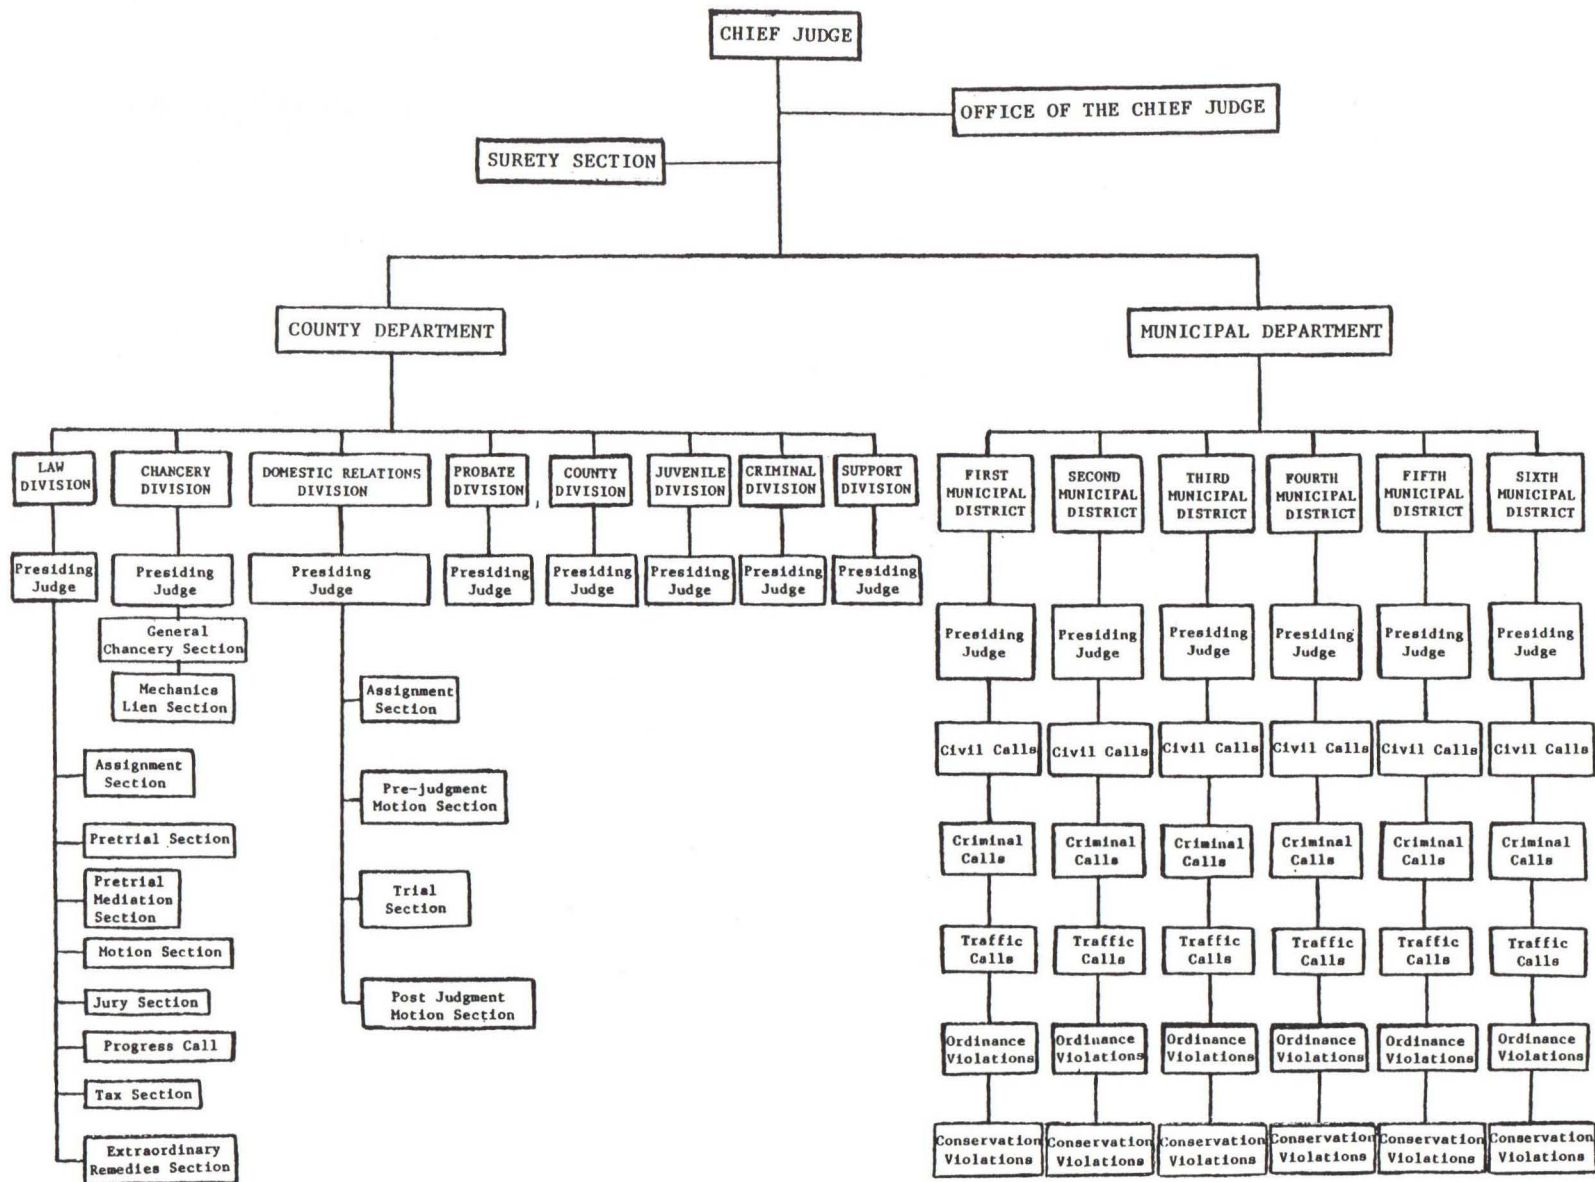 CHIEF JUDGE
OFFICE OF THE CHIEF JUDGE
SURETY SECTION
COUNTY DEPARTMENT
MUNICIPAL DEPARTMENT
LAW
DIVISION
CHANCERY
DIVISION
DOMESTIC RELATIONS
DIVISION
PROBATE
DIVISION
COUNTY
DIVISION
JUVENILE
DIVISION
CRIMINAL
DIVISION
SUPPORT
DIVISION
FIRST
MUNICIPAL
DISTRICT
SECOND
MUNICIPAL
DISTRICT
THIRD
MUNICIPAL
DISTRICT
FOURTH
MUNICIPAL
DISTRICT
FIFTH
MUNICIPAL
DISTRICT
SIXTH
MUNICIPAL
DISTRICT
Presiding
Judge
Presiding
Judge
Presiding
Judge
Presiding
Judge
Presiding
Judge
Presiding
Judge
Presiding
Judge
Presiding
Judge
General
Chancery Section
Mechanics
Lien Section
Assignment
Section
Pretrial Section
Pretrial
Mediation
Section
Motion Section
Jury Section
Progress Call
Tax Section
Extraordinary
Remedies Section
Assignment
Section
Pre-judgment
Motion Section
Trial
Section
Post Judgment
Motion Section
Presiding
Judge
Presiding
Judge
Presiding
Judge
Presiding
Judge
Presiding
Judge
Presiding
Judge
Civil Calls
Civil Calls
Civil Calls
Civil Calls
Civil Calls
Civil Calls
Criminal
Calls
Criminal
Calls
Criminal
Calls
Criminal
Calls
Criminal
Calls
Criminal
Calls
Traffic
Calls
Traffic
Calls
Traffic
Calls
Traffic
Calls
Traffic
Calls
Traffic
Calls
Ordinance
Violations
Ordinance
Violations
Ordinance
Violations
Ordinance
Violations
Ordinance
Violations
Ordinance
Violations
Conservation
Violations
Conservation
Violations
Conservation
Violations
Conservation
Violations
Conservation
Violations
Conservation
Violations